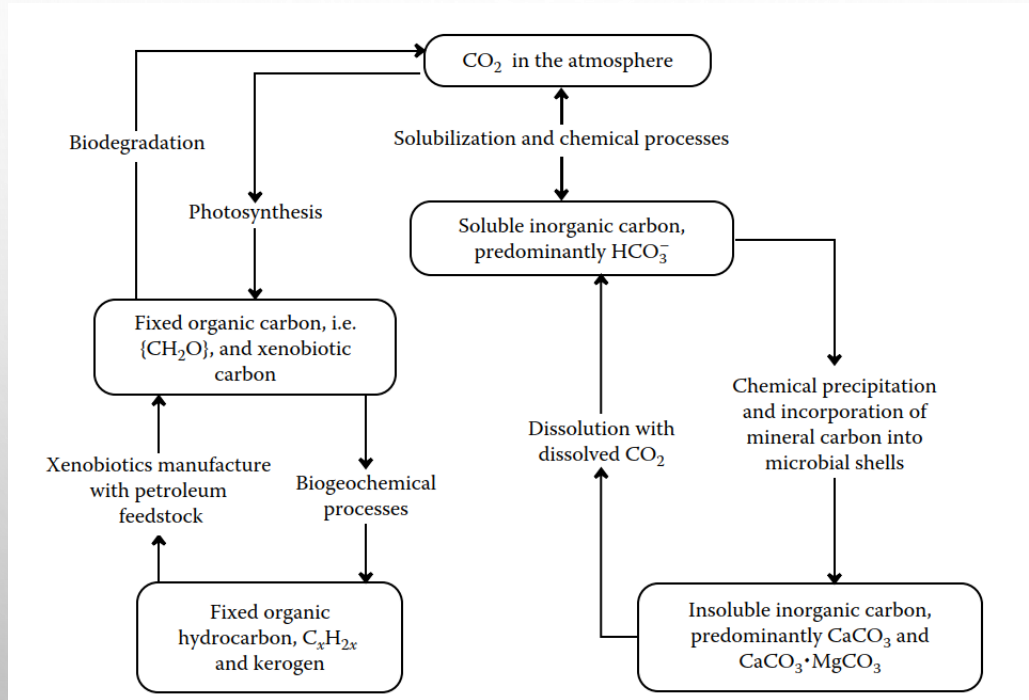 CO₂ in the atmosphere
Biodegradation
Solubilization and chemical processes
Photosynthesis
Soluble inorganic carbon,
predominantly HCO₃⁻
Fixed organic carbon, i.e.
{CH₂O}, and xenobiotic
carbon
Chemical precipitation
and incorporation of
mineral carbon into
microbial shells
Dissolution with
dissolved CO₂
Xenobiotics manufacture
with petroleum
feedstock
Biogeochemical
processes
Fixed organic
hydrocarbon, CₓH₂ₓ
and kerogen
Insoluble inorganic carbon,
predominantly CaCO₃ and
CaCO₃·MgCO₃